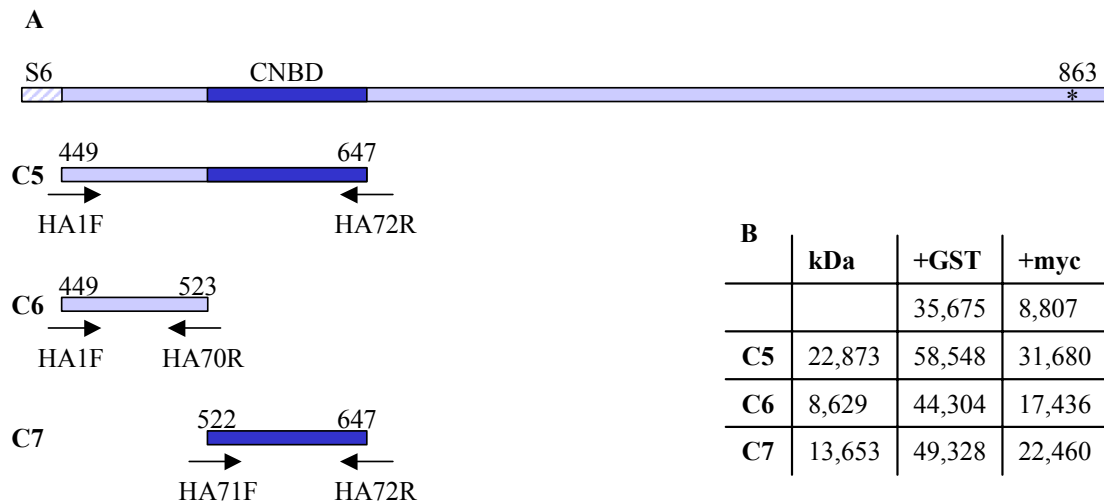 A
S6 CNBD 863
*
449 647
C5
HA1F HA72R
449 523
C6
HA1F HA70R
522 647
C7
HA71F HA72R
B
kDa +GST +myc
35,675 8,807
C5 22,873 58,548 31,680
C6 8,629 44,304 17,436
C7 13,653 49,328 22,460